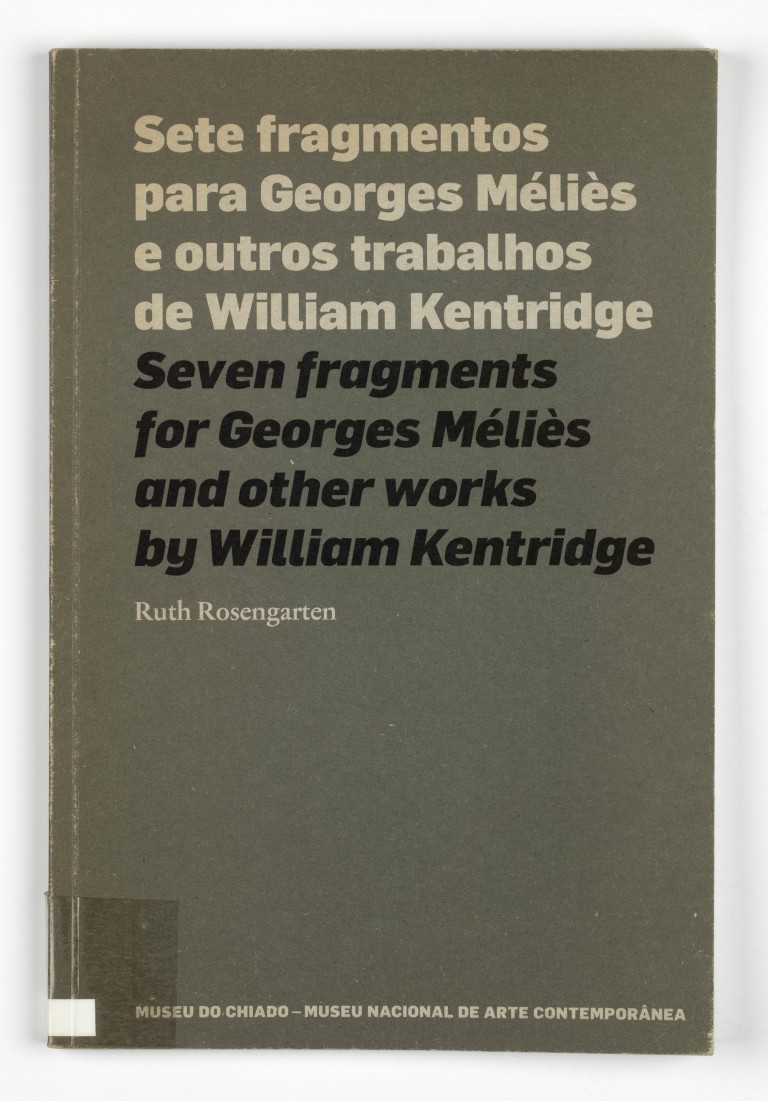 Sete fragmentos
para Georges Méliès
e outros trabalhos
de William Kentridge
Seven fragments
for Georges Méliès
and other works
by William Kentridge
Ruth Rosengarten
MUSEU DO CHIADO – MUSEU NACIONAL DE ARTE CONTEMPORÂNEA